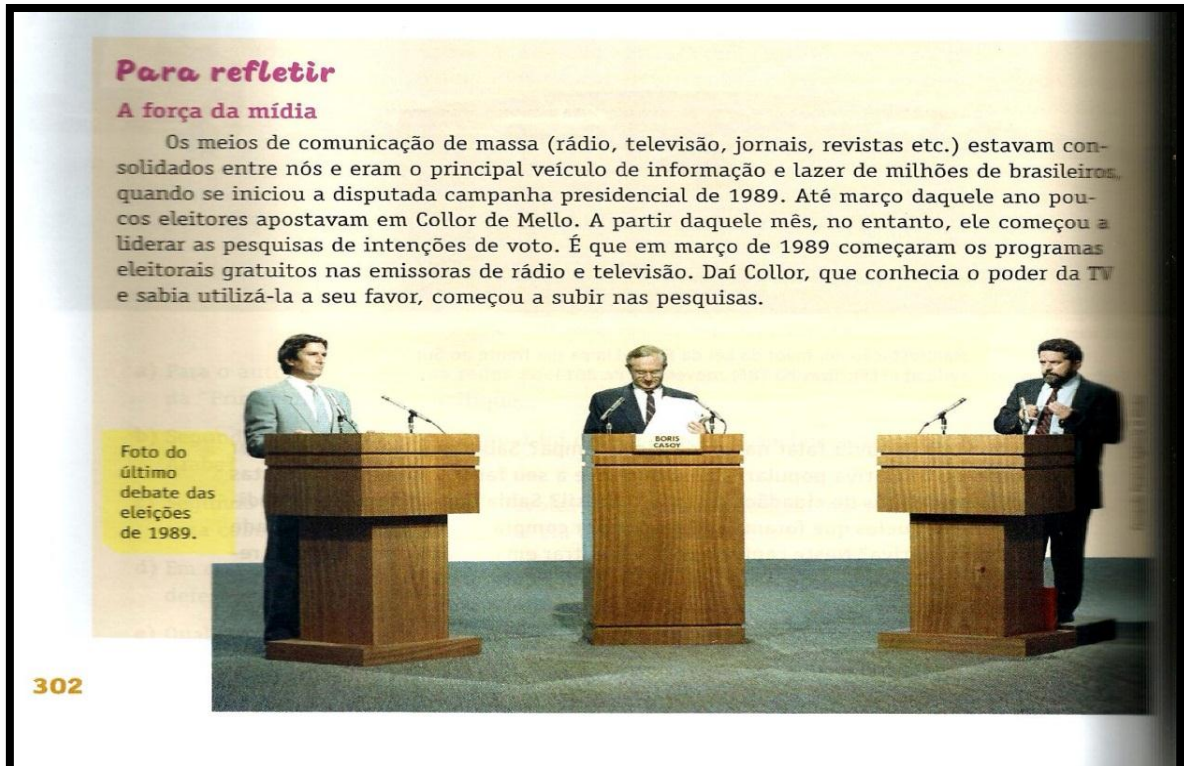 Para refletir
A força da mídia
Os meios de comunicação de massa (rádio, televisão, jornais, revistas etc.) estavam con-
solidados entre nós e eram o principal veículo de informação e lazer de milhões de brasileiros,
quando se iniciou a disputada campanha presidencial de 1989. Até março daquele ano pou-
cos eleitores apostavam em Collor de Mello. A partir daquele mês, no entanto, ele começou a
liderar as pesquisas de intenções de voto. É que em março de 1989 começaram os programas
eleitorais gratuitos nas emissoras de rádio e televisão. Daí Collor, que conhecia o poder da TV
e sabia utilizá-la a seu favor, começou a subir nas pesquisas.
BORIS
CASOY
Foto do
último
debate das
eleições
de 1989.
302